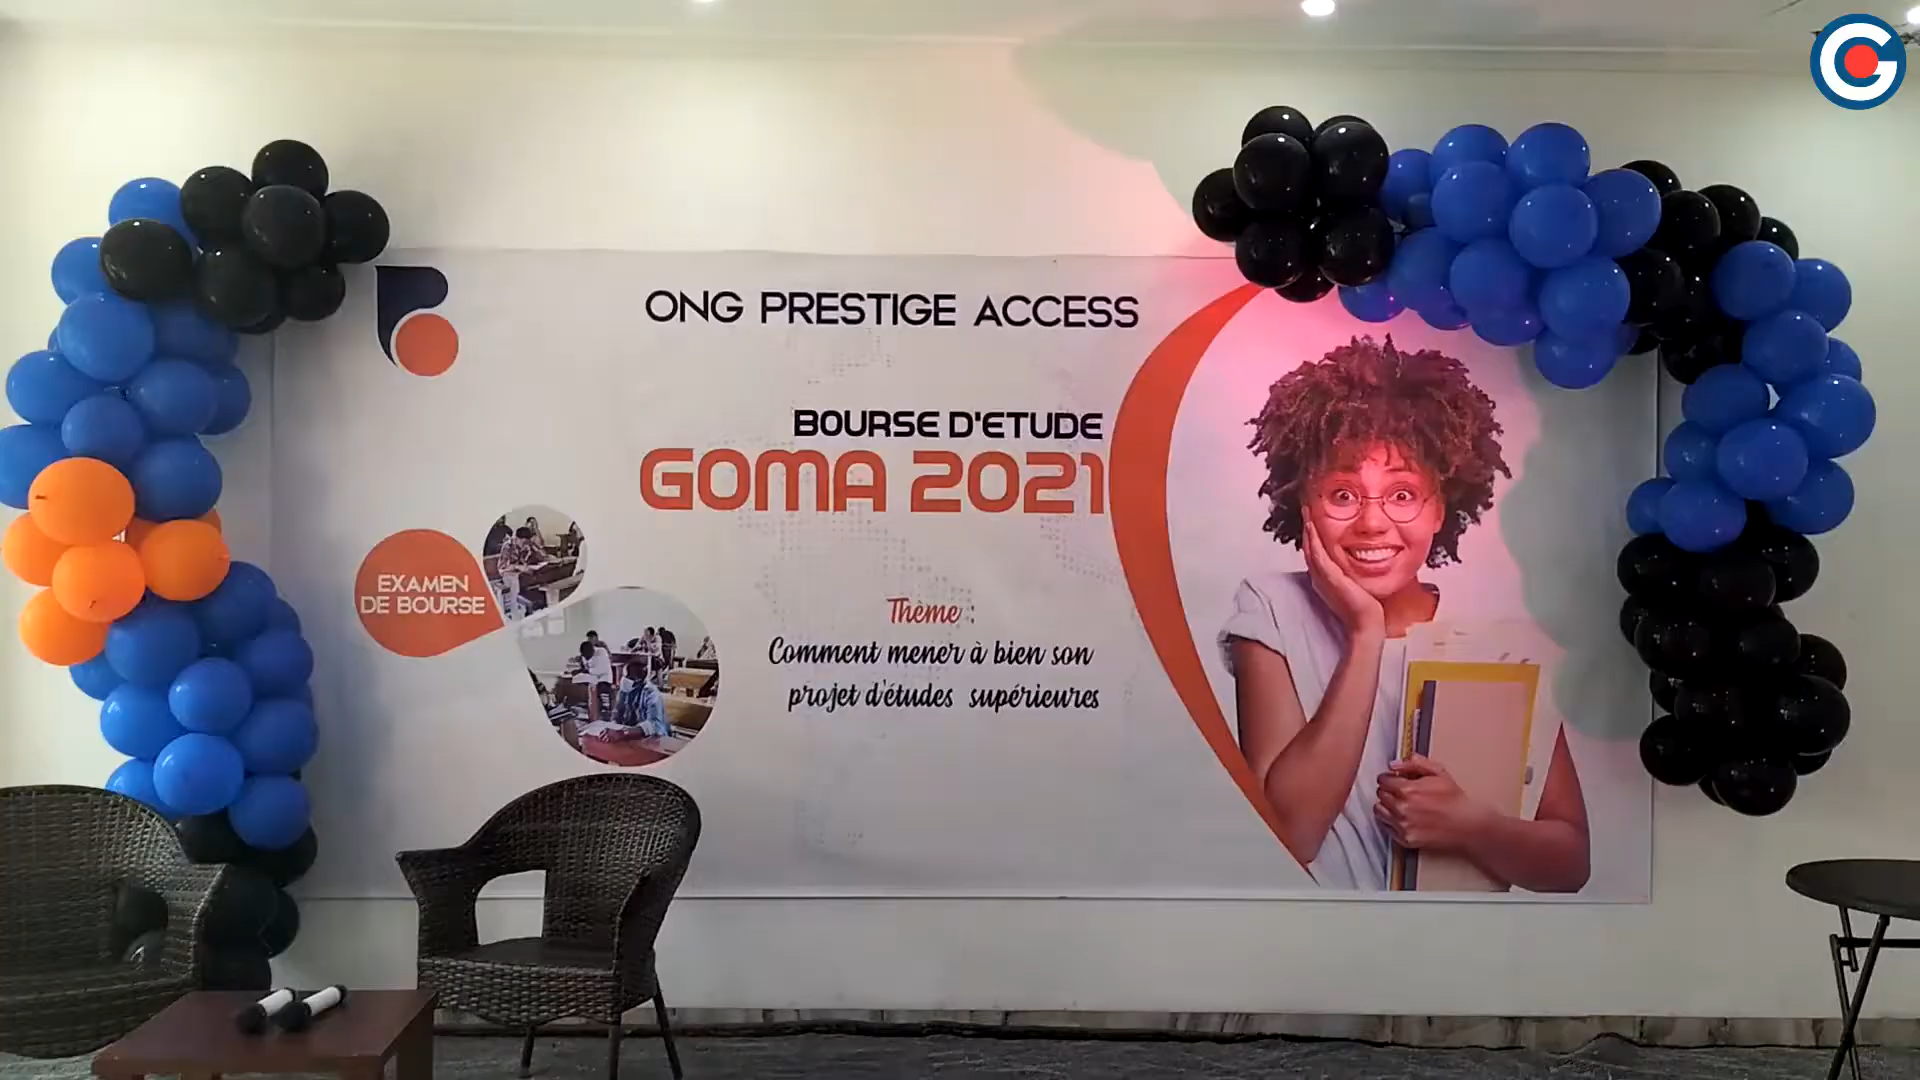 ONG PRESTIGE ACCESS
BOURSE D'ETUDE
GOMA 2021
EXAMEN
DE BOURSE
Thème :
Comment mener à bien son
projet d'études supérieures